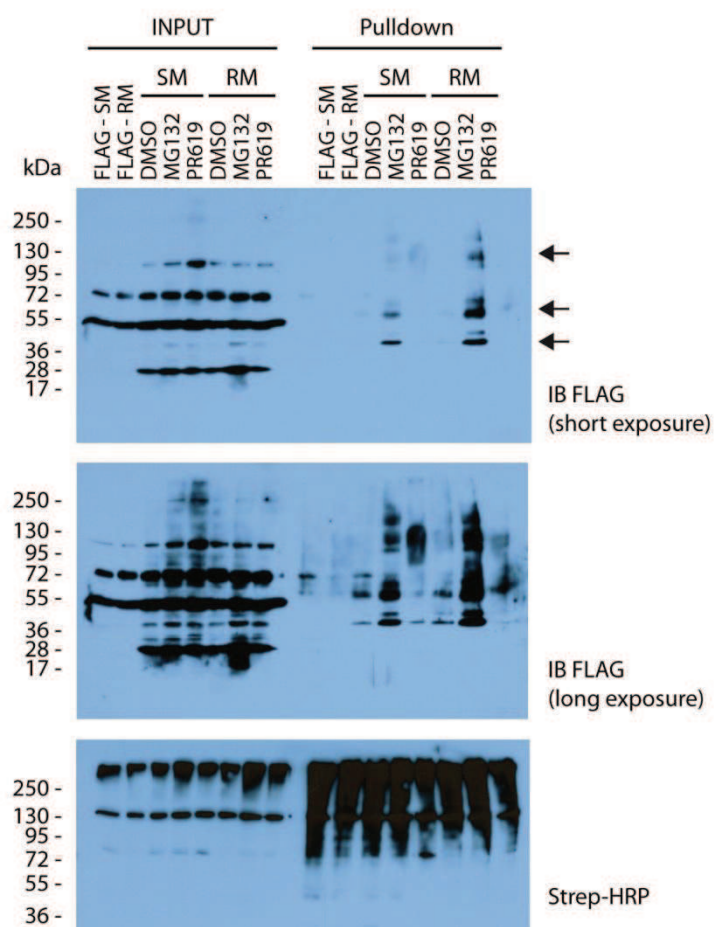 INPUT Pulldown
SM RM SM RM
kDa FLAG - SM FLAG - RM DMSO MG132 PR619 DMSO MG132 PR619 FLAG - SM FLAG - RM DMSO MG132 PR619 DMSO MG132 PR619
250 -
130 -
95 -
72 -
55 -
36 -
28 -
17 -
IB FLAG
(short exposure)
250 -
130 -
95 -
72 -
55 -
36 -
28 -
17 -
IB FLAG
(long exposure)
250 -
130 -
95 -
72 -
55 -
36 -
Strep-HRP